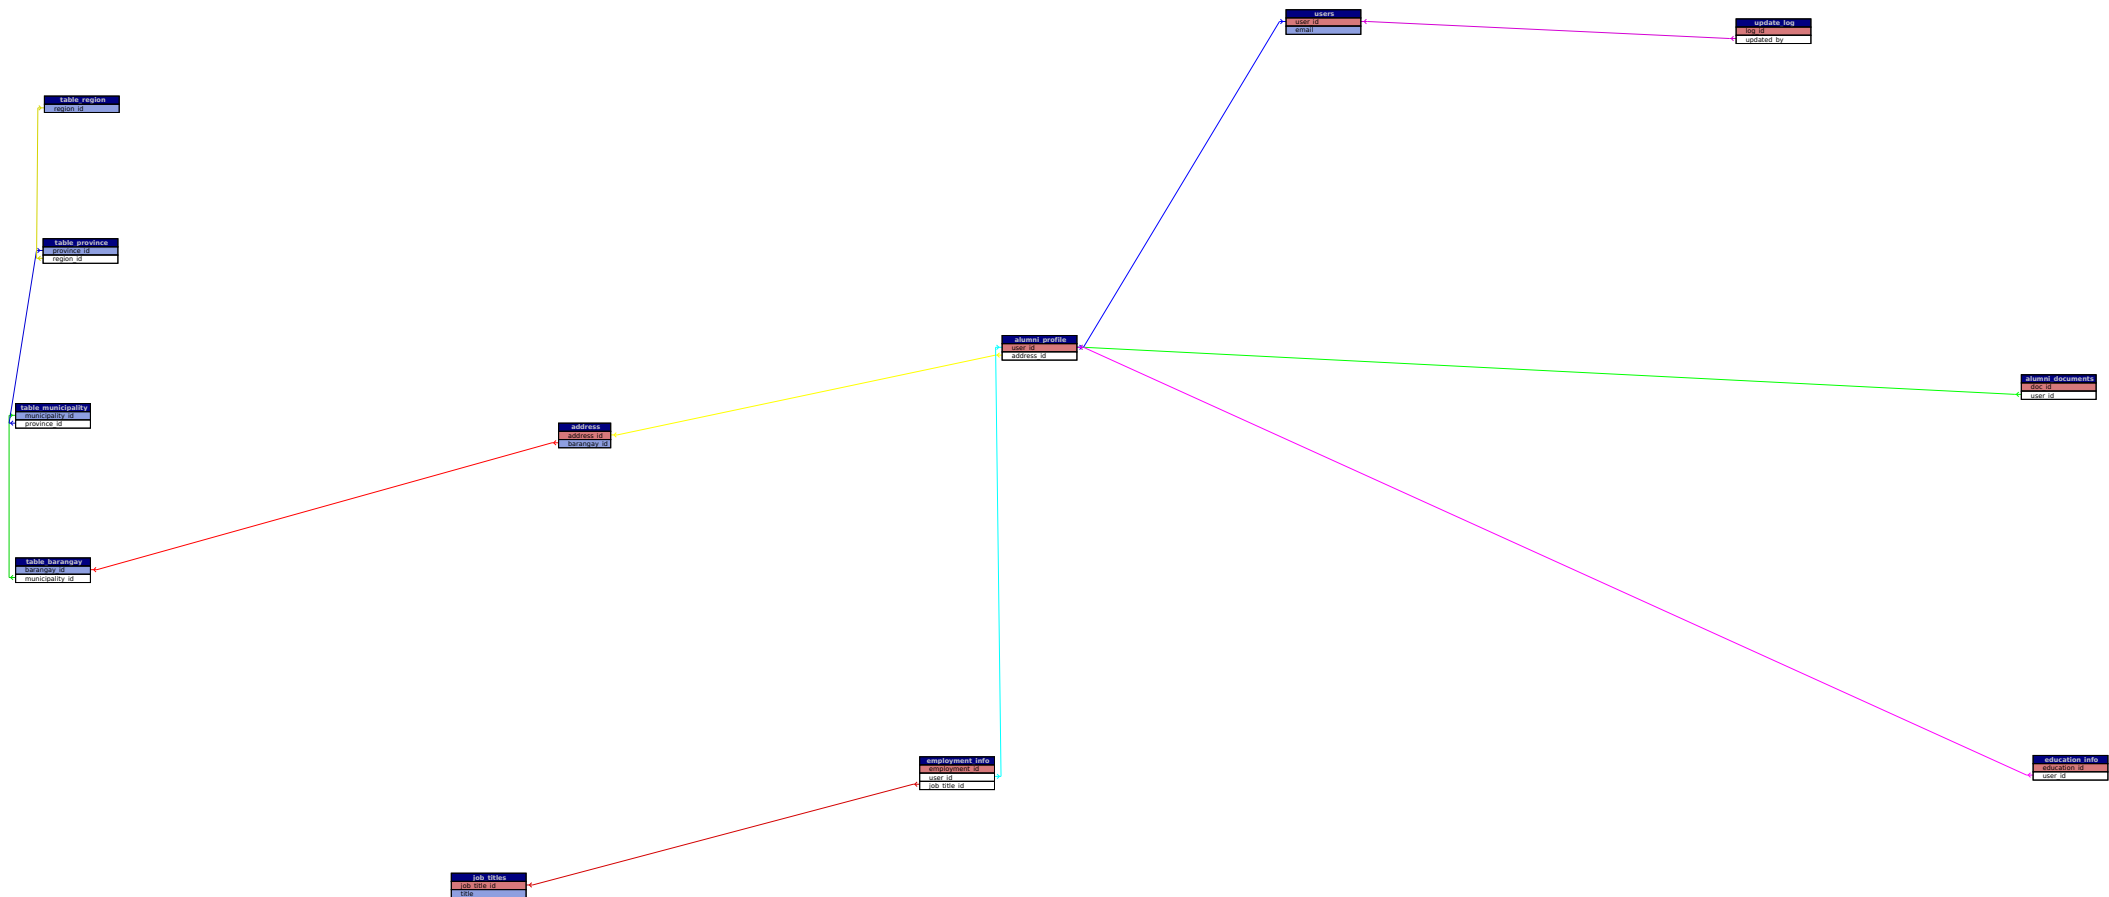 users
user_id
email
update_log
log_id
updated_by
table_region
region_id
table_province
province_id
region_id
alumni_profile
user_id
address_id
alumni_documents
doc_id
user_id
table_municipality
municipality_id
province_id
address
address_id
barangay_id
table_barangay
barangay_id
municipality_id
employment_info
employment_id
user_id
job_title_id
education_info
education_id
user_id
job_titles
job_title_id
title